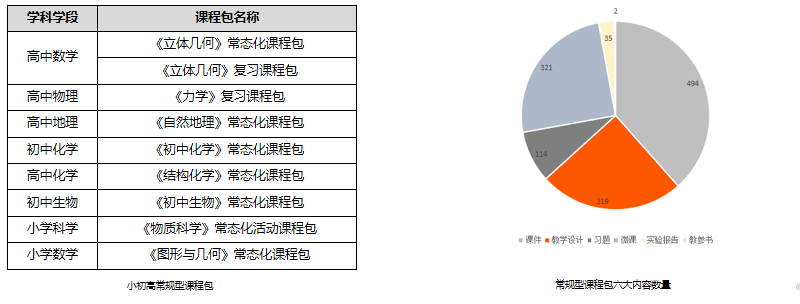 学科学段 课程包名称
高中数学 《立体几何》常态化课程包
《立体几何》复习课程包
高中物理 《力学》复习课程包
高中地理 《自然地理》常态化课程包
初中化学 《初中化学》常态化课程包
高中化学 《结构化学》常态化课程包
初中生物 《初中生物》常态化课程包
小学科学 《物质科学》常态化活动课程包
小学数学 《图形与几何》常态化课程包
小初高常规型课程包
2
35
321
494
114
319
课件 教学设计 习题 微课 实验报告 教参书
常规型课程包六大内容数量